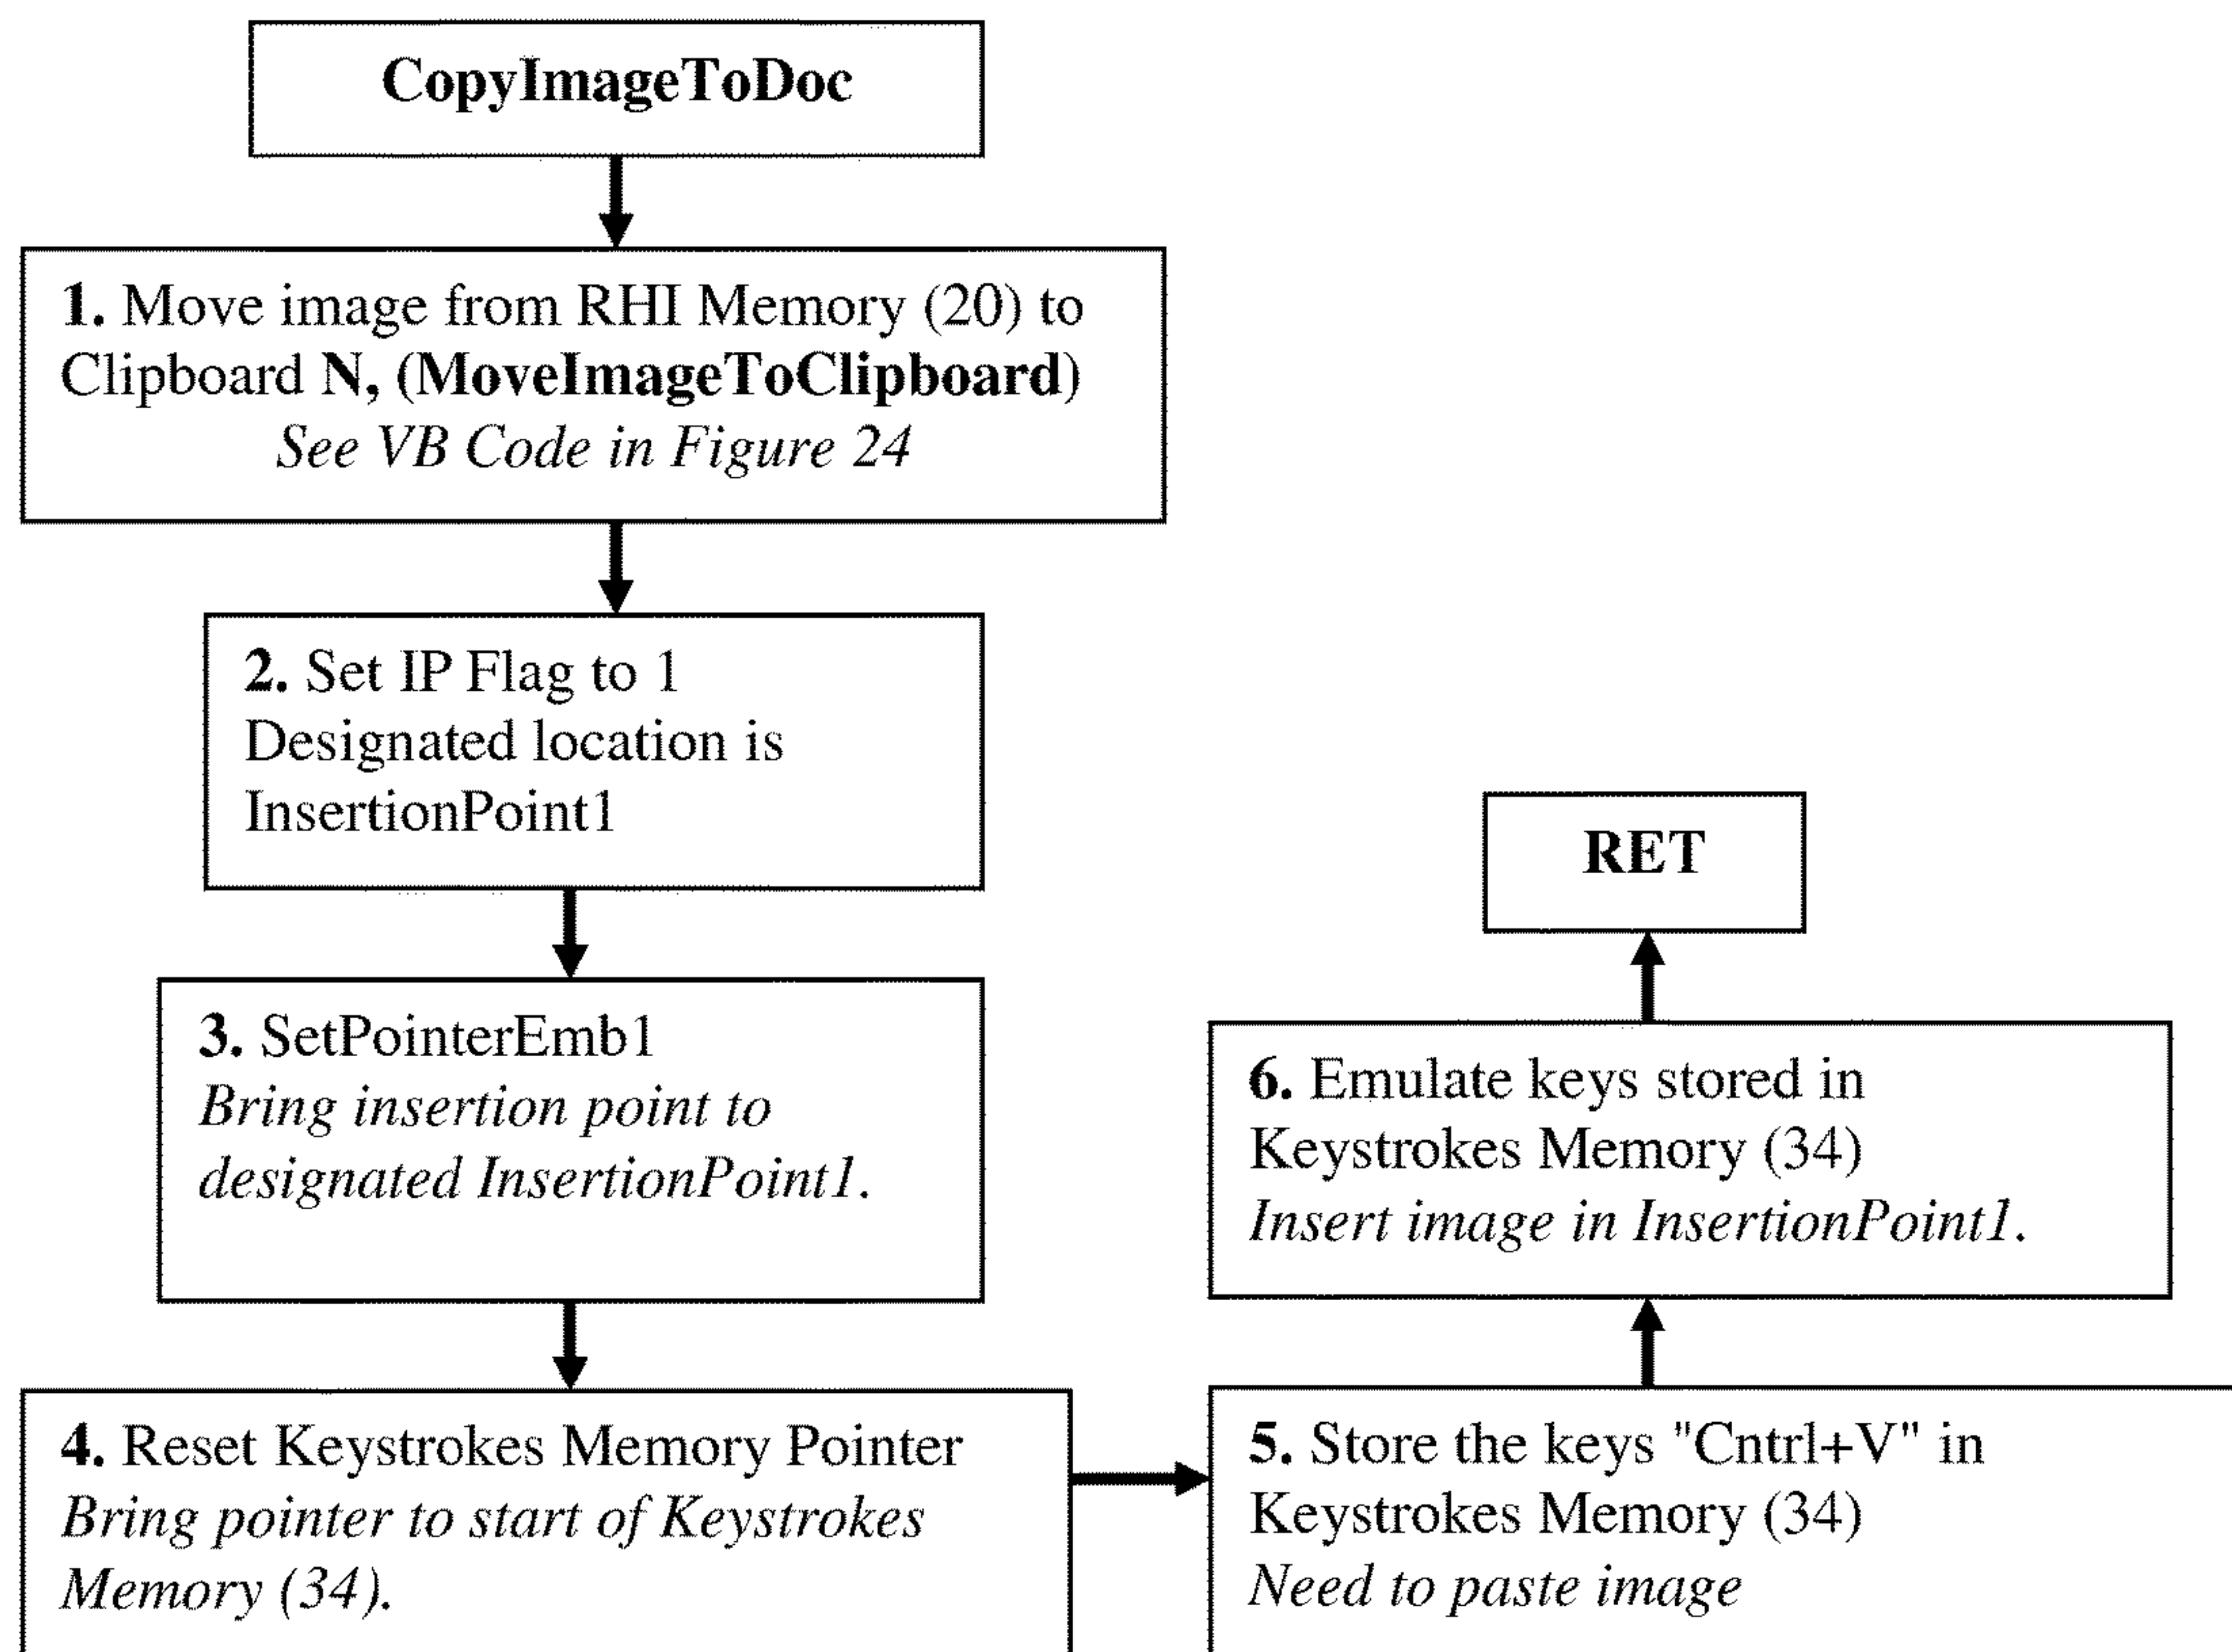 CopyImageToDoc
1. Move image from RHI Memory (20) to
Clipboard N, (MoveImageToClipboard)
See VB Code in Figure 24
2. Set IP Flag to 1
Designated location is
InsertionPoint1
3. SetPointerEmb1
Bring insertion point to
designated InsertionPoint1.
4. Reset Keystrokes Memory Pointer
Bring pointer to start of Keystrokes
Memory (34).
5. Store the keys "Cntrl+V" in
Keystrokes Memory (34)
Need to paste image
6. Emulate keys stored in
Keystrokes Memory (34)
Insert image in InsertionPoint1.
RET